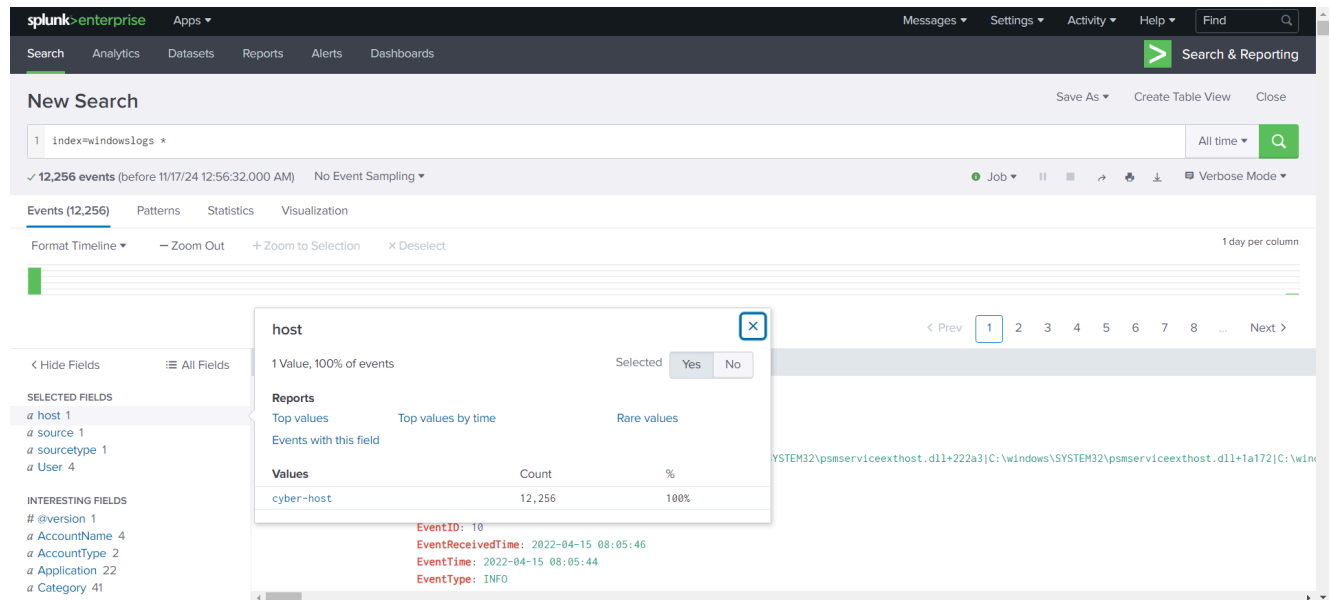 splunk>enterprise Apps ▾ Messages ▾ Settings ▾ Activity ▾ Help ▾ Find
Search Analytics Datasets Reports Alerts Dashboards Search & Reporting
New Search Save As ▾ Create Table View Close
1 index=windowslogs * All time ▾
✓ 12,256 events (before 11/17/24 12:56:32.000 AM) No Event Sampling ▾ Job ▾ Verbose Mode ▾
Events (12,256) Patterns Statistics Visualization
Format Timeline ▾ — Zoom Out + Zoom to Selection × Deselect 1 day per column
host
< Prev 1 2 3 4 5 6 7 8 ... Next >
< Hide Fields All Fields
1 Value, 100% of events Selected Yes No
SELECTED FIELDS
a host 1
a source 1
a sourcetype 1
a User 4
INTERESTING FIELDS
# @version 1
a AccountName 4
a AccountType 2
a Application 22
a Category 41
Reports
Top values Top values by time Rare values
Events with this field
Values Count %
cyber-host 12,256 100%
YSTEM32\psmserviceexthost.dll+222a3|C:\windows\SYSTEM32\psmserviceexthost.dll+1a172|C:\wind
EventID: 10
EventReceivedTime: 2022-04-15 08:05:46
EventTime: 2022-04-15 08:05:44
EventType: INFO